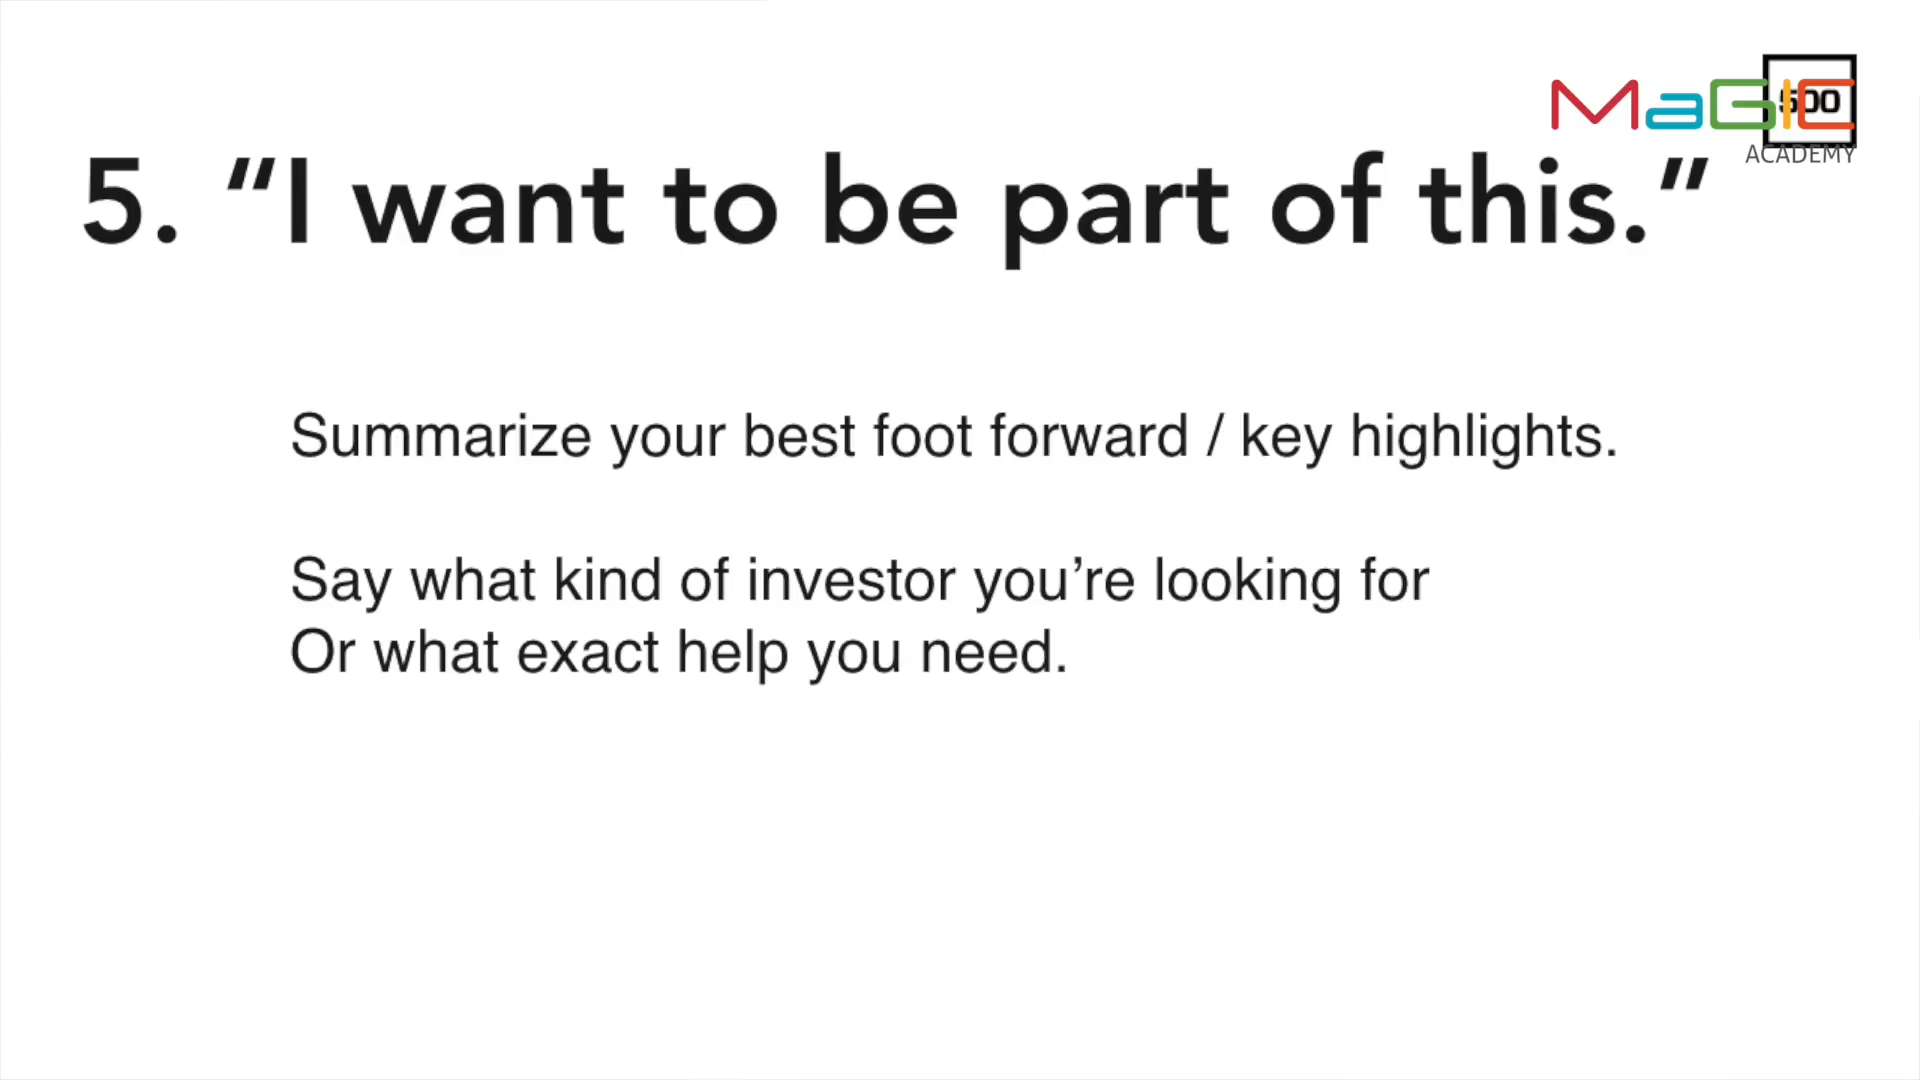 MaGIC
500
ACADEMY
5. “I want to be part of this.”
Summarize your best foot forward / key highlights.
Say what kind of investor you’re looking for
Or what exact help you need.